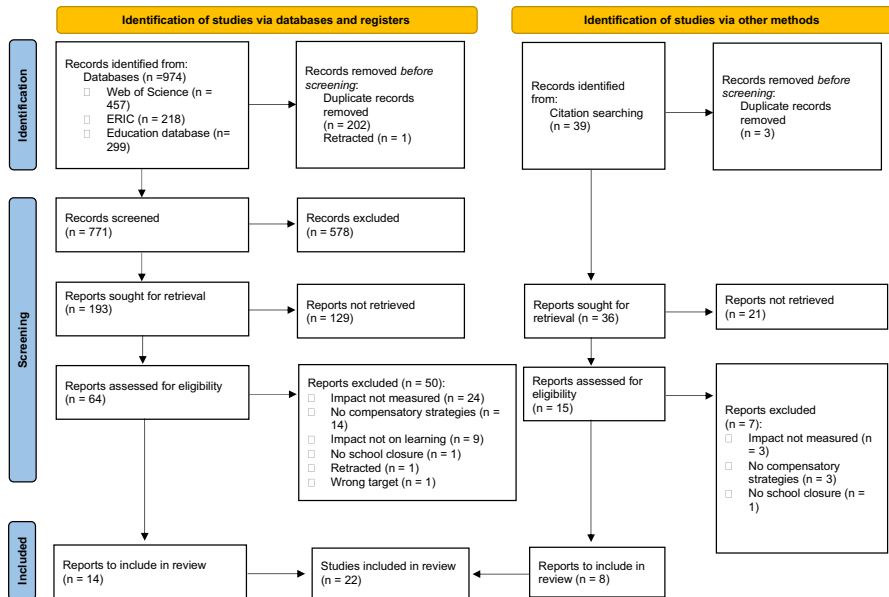 Identification of studies via databases and registers
Identification of studies via other methods
Identification
Records identified from:
Databases (n =974)
Web of Science (n =
457)
ERIC (n = 218)
Education database (n=
299)
Records removed before
screening:
Duplicate records
removed
(n = 202)
Retracted (n = 1)
Records identified
from:
Citation searching
(n = 39)
Records removed before
screening:
Duplicate records
removed
(n = 3)
Screening
Records screened
(n = 771)
Records excluded
(n = 578)
Reports sought for retrieval
(n = 193)
Reports not retrieved
(n = 129)
Reports sought for
retrieval (n = 36)
Reports not retrieved
(n = 21)
Reports assessed for eligibility
(n = 64)
Reports excluded (n = 50):
Impact not measured (n = 24)
No compensatory strategies (n =
14)
Impact not on learning (n = 9)
No school closure (n = 1)
Retracted (n = 1)
Wrong target (n = 1)
Reports assessed for
eligibility
(n = 15)
Reports excluded
(n = 7):
Impact not measured (n
= 3)
No compensatory
strategies (n = 3)
No school closure (n =
1)
Included
Reports to include in review
(n = 14)
Studies included in review
(n = 22)
Reports to include in
review (n = 8)